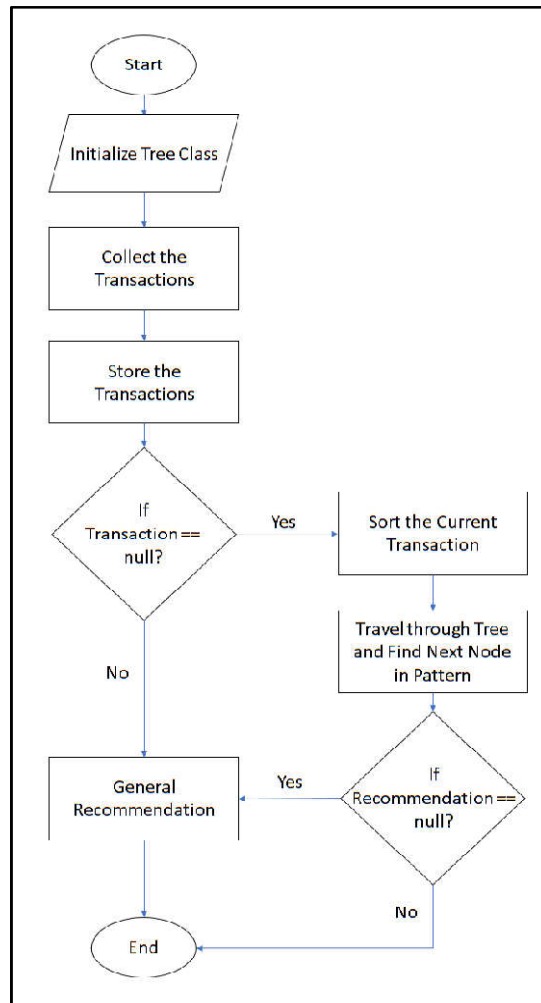 Start
Initialize Tree Class
Collect the
Transactions
Store the
Transactions
If
Transaction ==
null?
Yes
Sort the Current
Transaction
Travel through Tree
and Find Next Node
in Pattern
No
General
Recommendation
Yes
If
Recommendation ==
null?
No
End